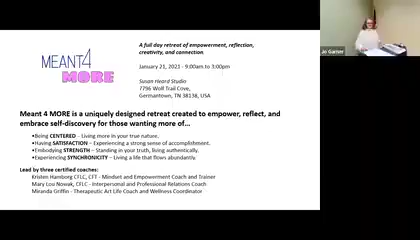 MEANT4
MORE
A full day retreat of empowerment, reflection,
creativity, and connection.
January 21, 2021 - 9:00am to 3:00pm
Susan Heard Studio
7796 Wolf Trail Cove,
Germantown, TN 38138, USA
Meant 4 MORE is a uniquely designed retreat created to empower, reflect, and
embrace self-discovery for those wanting more of…
•Being CENTERED – Living more in your true nature.
•Having SATISFACTION – Experiencing a strong sense of accomplishment.
•Embodying STRENGTH – Standing in your truth, living authentically.
•Experiencing SYNCHRONICITY – Living a life that flows abundantly.
Lead by three certified coaches:
Kristen Hamborg CFLC, CFT - Mindset and Empowerment Coach and Trainer
Mary Lou Nowak, CFLC - Interpersonal and Professional Relations Coach
Miranda Griffin - Therapeutic Art Life Coach and Wellness Coordinator
Jo Garner